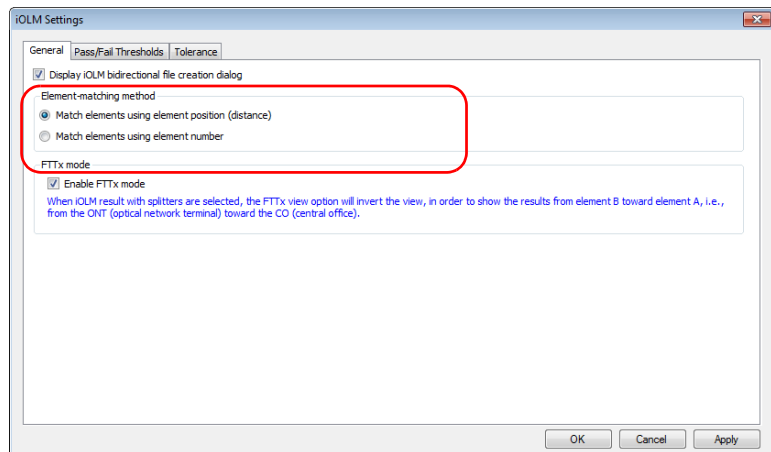 iOLM Settings
General Pass/Fail Thresholds Tolerance
Display iOLM bidirectional file creation dialog
Element-matching method
Match elements using element position (distance)
Match elements using element number
FTTx mode
Enable FTTx mode
When iOLM result with splitters are selected, the FTTx view option will invert the view, in order to show the results from element B toward element A, i.e.,
from the ONT (optical network terminal) toward the CO (central office).
OK Cancel Apply